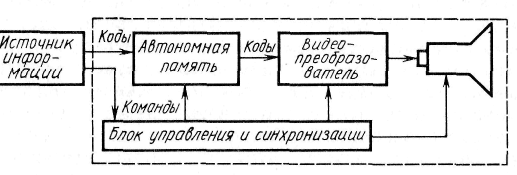 Источник
инфор-
мации
Коды
Автономная
память
Коды
Видео-
преобразо-
ватель
Команды
Блок управления и синхронизации